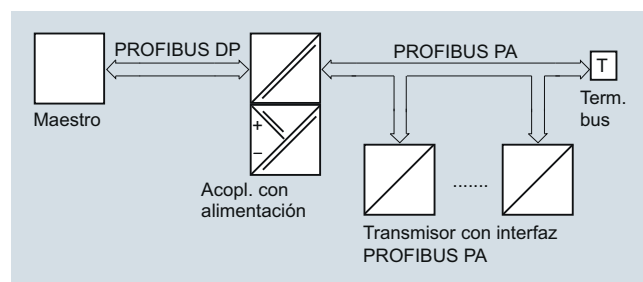 PROFIBUS DP
PROFIBUS PA
T
Maestro
Term.
bus
+
–
Acopl. con
alimentación
.......
Transmisor con interfaz
PROFIBUS PA